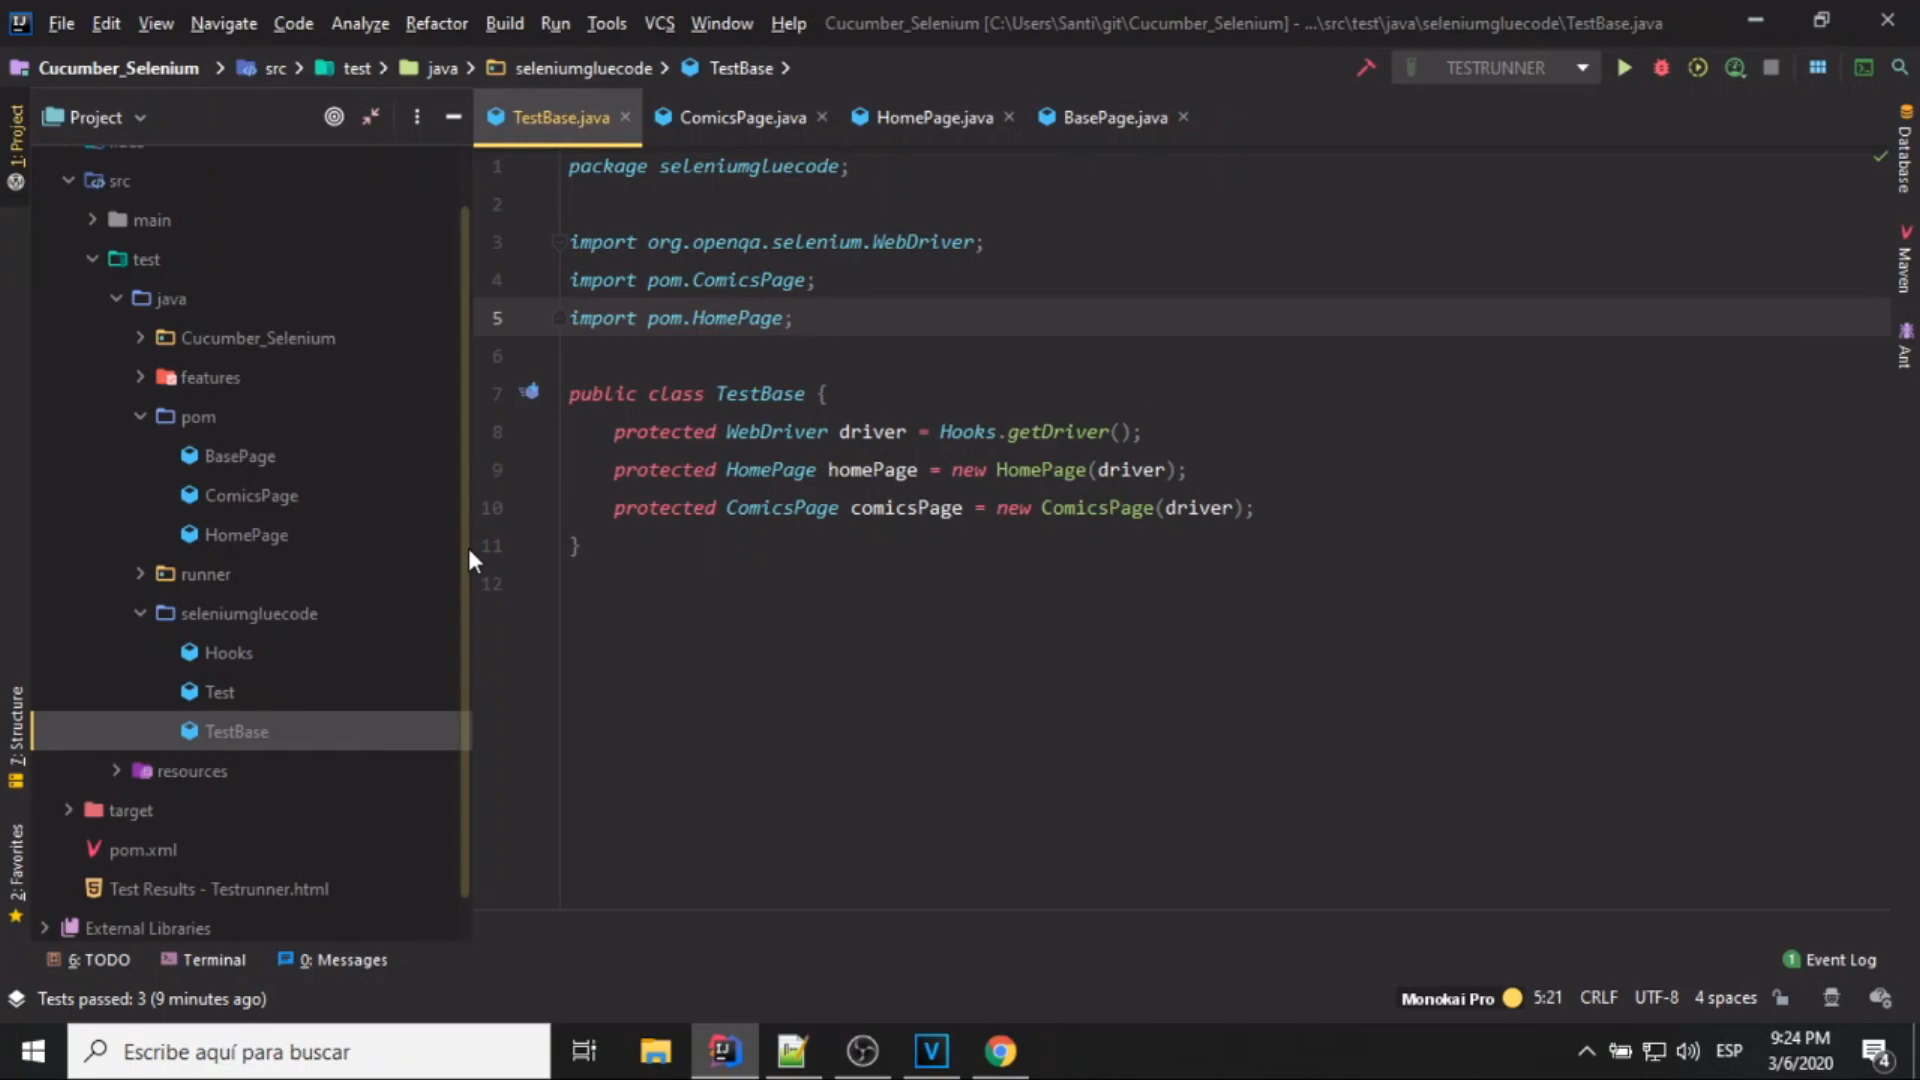 File Edit View Navigate Code Analyze Refactor Build Run Tools VCS Window Help Cucumber_Selenium [C:\Users\Santi\git\Cucumber_Selenium] - ...\src\test\java\seleniumgluecode\TestBase.java
Cucumber_Selenium src test java seleniumgluecode TestBase TESTRUNNER
Project TestBase.java ComicsPage.java HomePage.java BasePage.java
1: Project
7: Structure
2: Favorites
src
main
test
java
Cucumber_Selenium
features
pom
BasePage
ComicsPage
HomePage
runner
seleniumgluecode
Hooks
Test
TestBase
resources
target
pom.xml
Test Results - Testrunner.html
External Libraries
1 package seleniumgluecode;
2
3 import org.openqa.selenium.WebDriver;
4 import pom.ComicsPage;
5 import pom.HomePage;
6
7 public class TestBase {
8 protected WebDriver driver = Hooks.getDriver();
9 protected HomePage homePage = new HomePage(driver);
10 protected ComicsPage comicsPage = new ComicsPage(driver);
11 }
12
Database
Maven
Ant
6: TODO Terminal 0: Messages 1 Event Log
Tests passed: 3 (9 minutes ago) Monokai Pro 5:21 CRLF UTF-8 4 spaces
Escribe aquí para buscar ESP 9:24 PM
3/6/2020 4